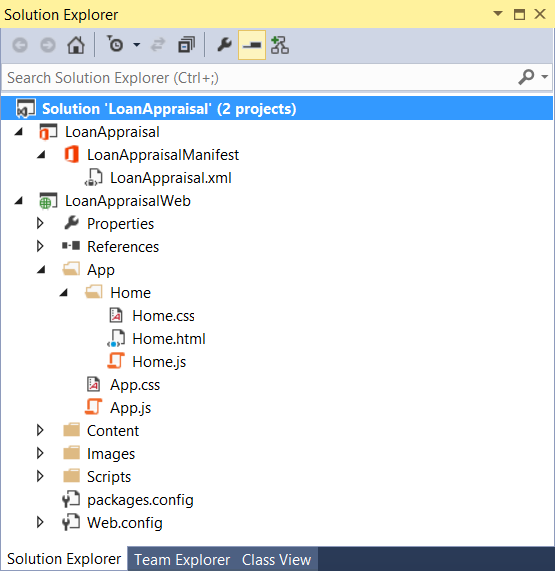 Solution Explorer
Search Solution Explorer (Ctrl+;)
Solution 'LoanAppraisal' (2 projects)
LoanAppraisal
LoanAppraisalManifest
LoanAppraisal.xml
LoanAppraisalWeb
Properties
References
App
Home
Home.css
Home.html
Home.js
App.css
App.js
Content
Images
Scripts
packages.config
Web.config
Solution Explorer Team Explorer Class View